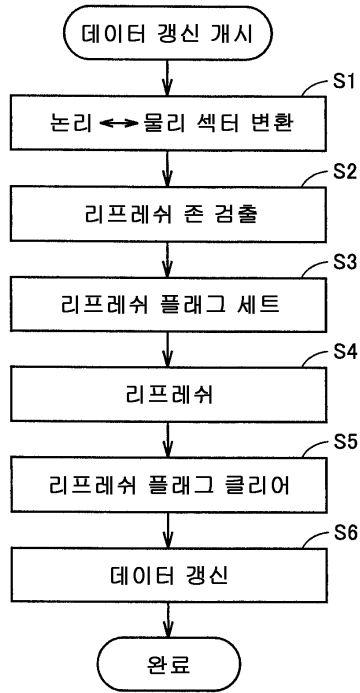 데이터 갱신 개시
S1
논리 ↔ 물리 섹터 변환
S2
리프레쉬 존 검출
S3
리프레쉬 플래그 세트
S4
리프레쉬
S5
리프레쉬 플래그 클리어
S6
데이터 갱신
완료